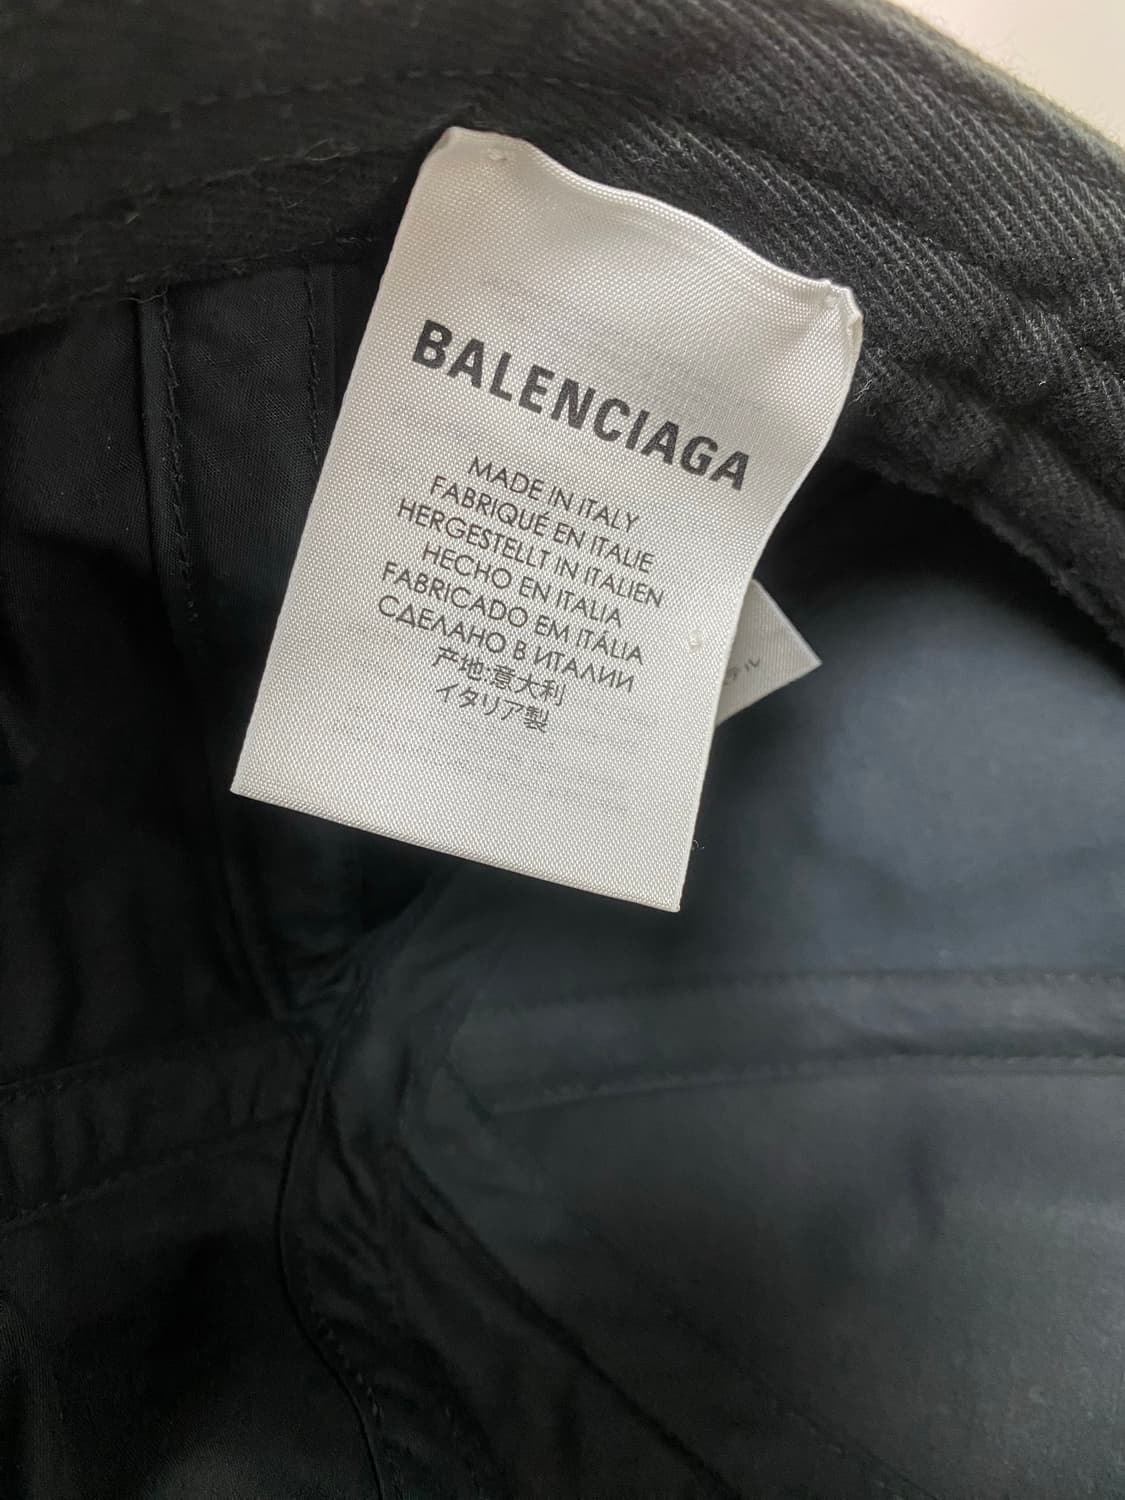 BALENCIAGA
MADE IN ITALY
FABRIQUÉ EN ITALIE
HERGESTELLT IN ITALIEN
HECHO EN ITALIA
FABRICADO EM ITÁLIA
СДЕЛАНО В ИТАЛИИ
产地:意大利
イタリア製